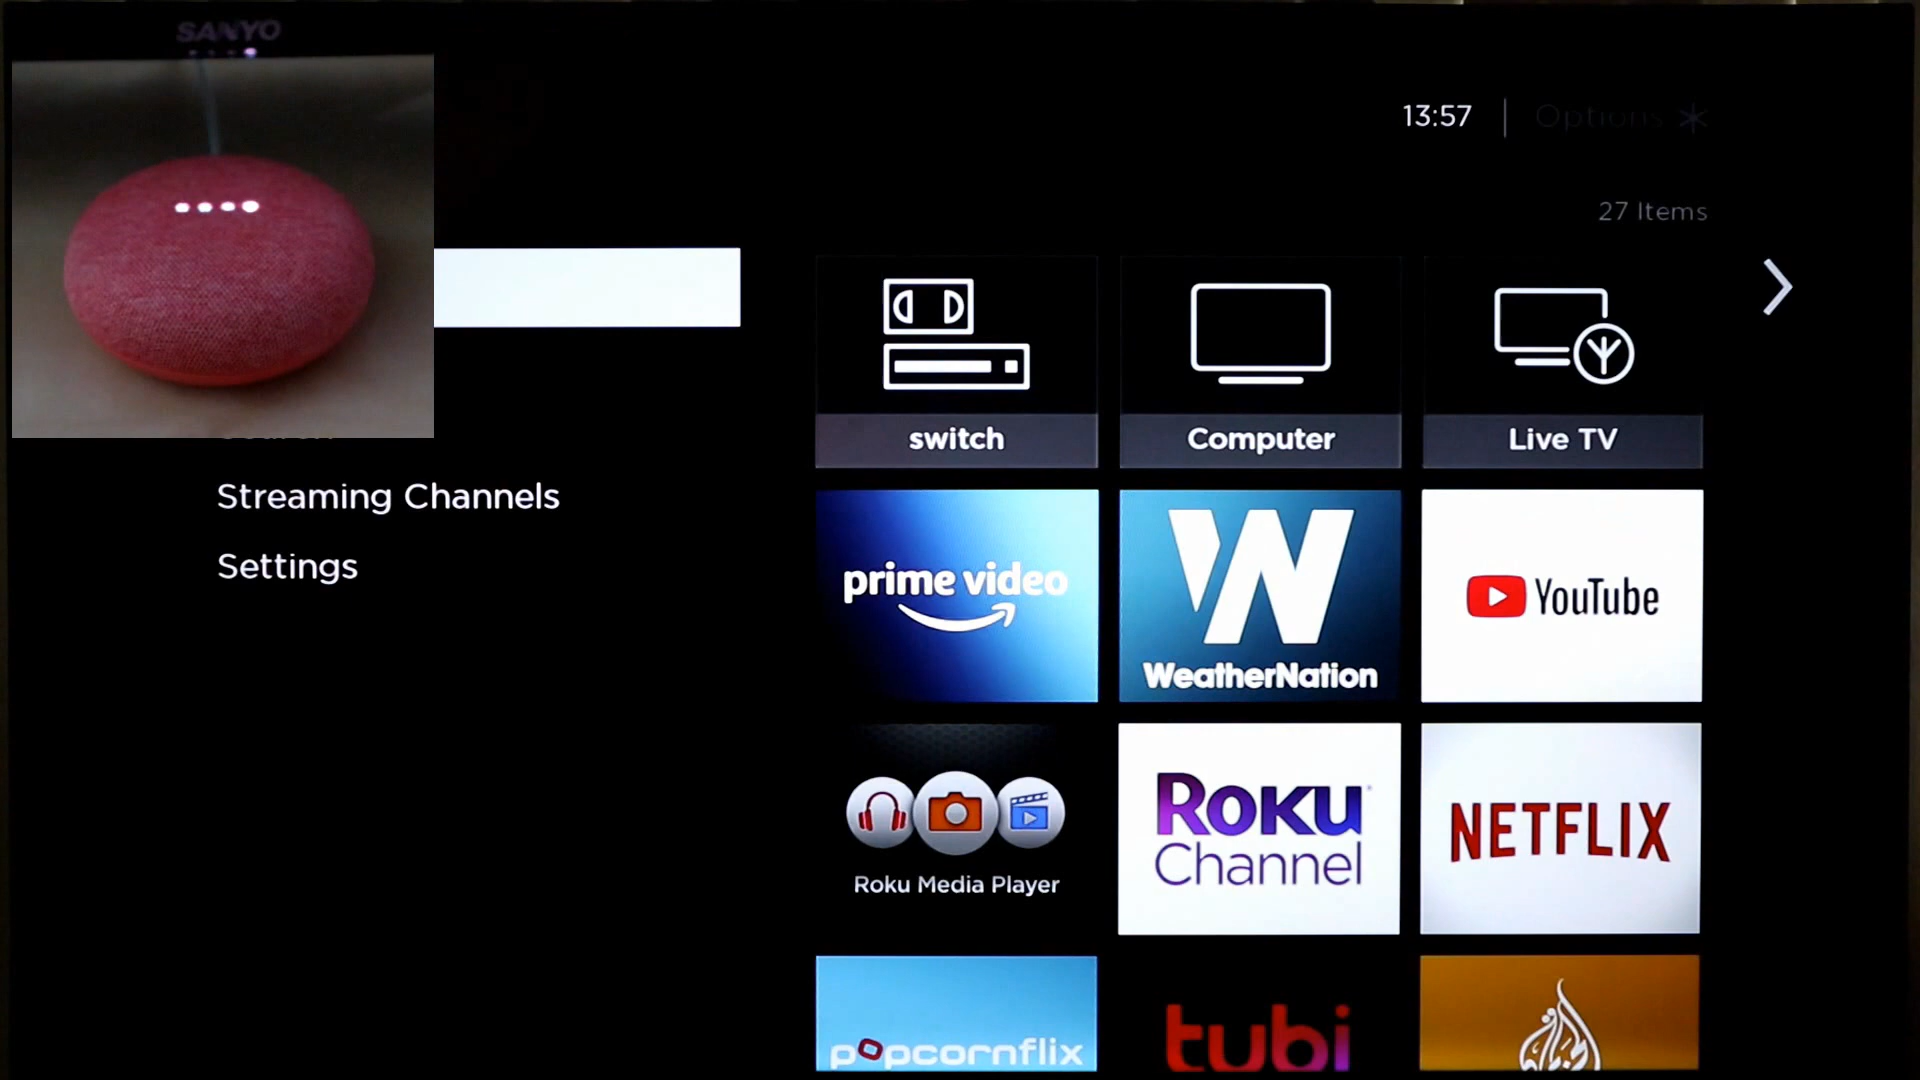 SANYO
13:57
Options
27 Items
switch
Computer
Live TV
Streaming Channels
Settings
prime video
WeatherNation
YouTube
Roku Media Player
Roku
Channel
NETFLIX
popcornflix
tubi